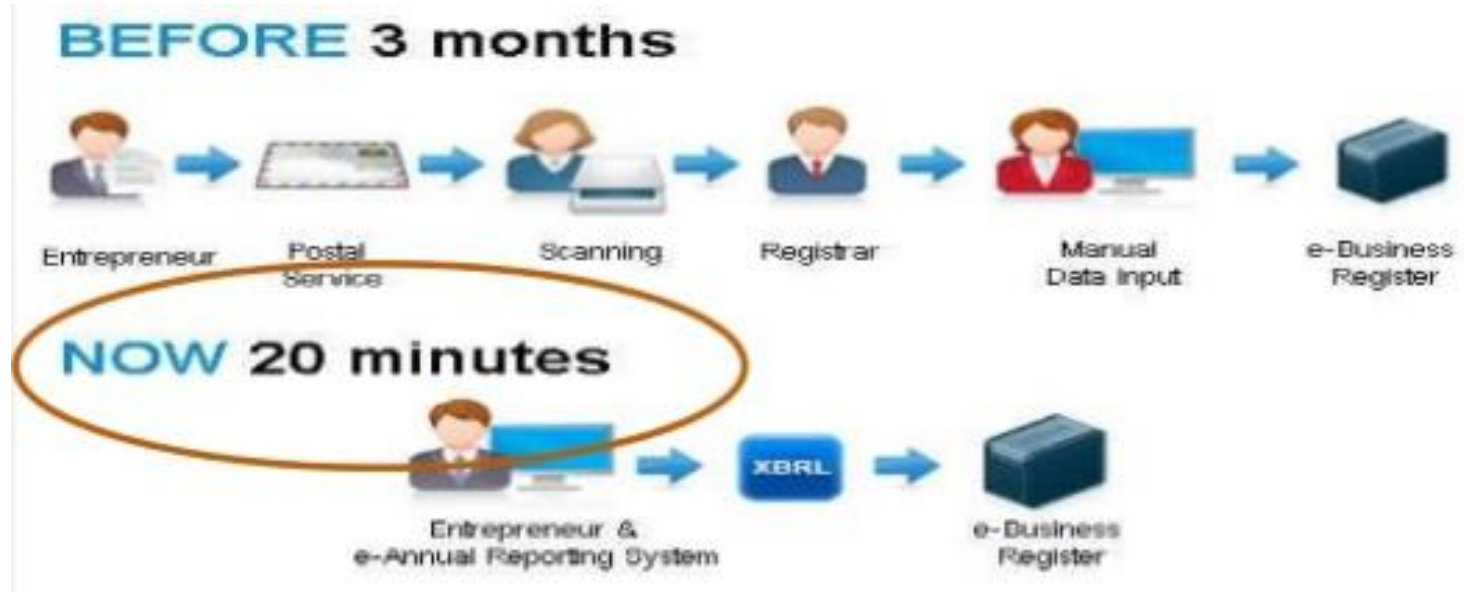 BEFORE 3 months
Entrepreneur
Postal
Service
Scanning
Registrar
Manual
Data Input
e-Business
Register
NOW 20 minutes
XBRL
Entrepreneur &
e-Annual Reporting System
e-Business
Register